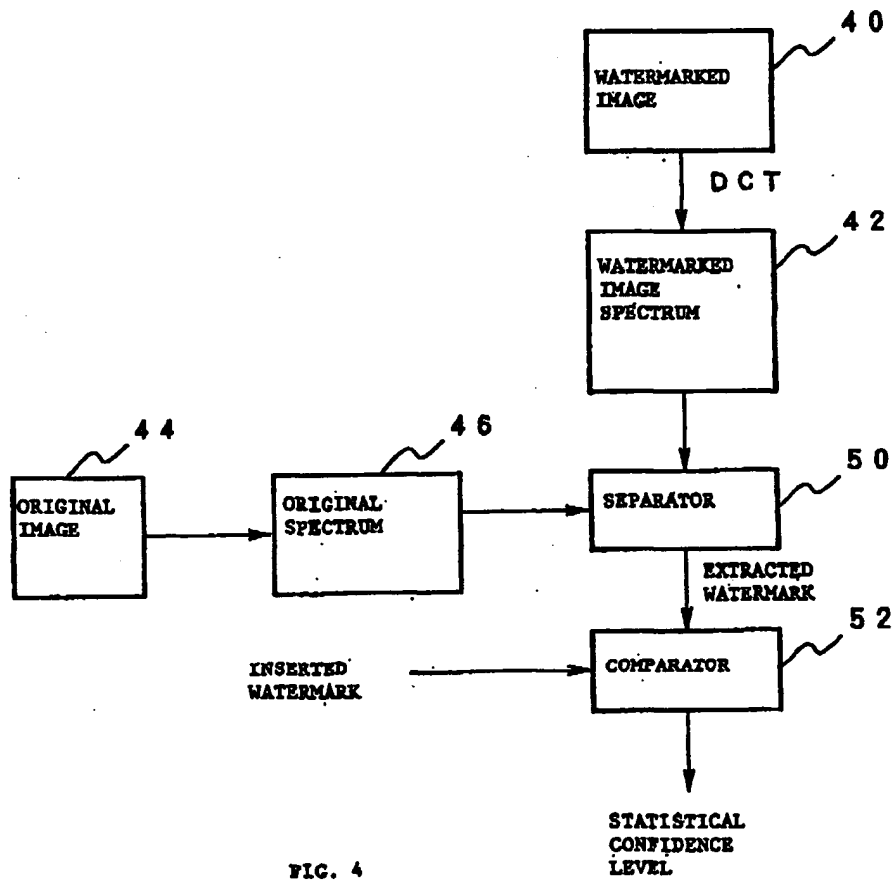 40
WATERMARKED
IMAGE
DCT
42
WATERMARKED
IMAGE
SPECTRUM
44
46
50
ORIGINAL
IMAGE
ORIGINAL
SPECTRUM
SEPARATOR
EXTRACTED
WATERMARK
52
INSERTED
WATERMARK
COMPARATOR
STATISTICAL
CONFIDENCE
LEVEL
FIG. 4